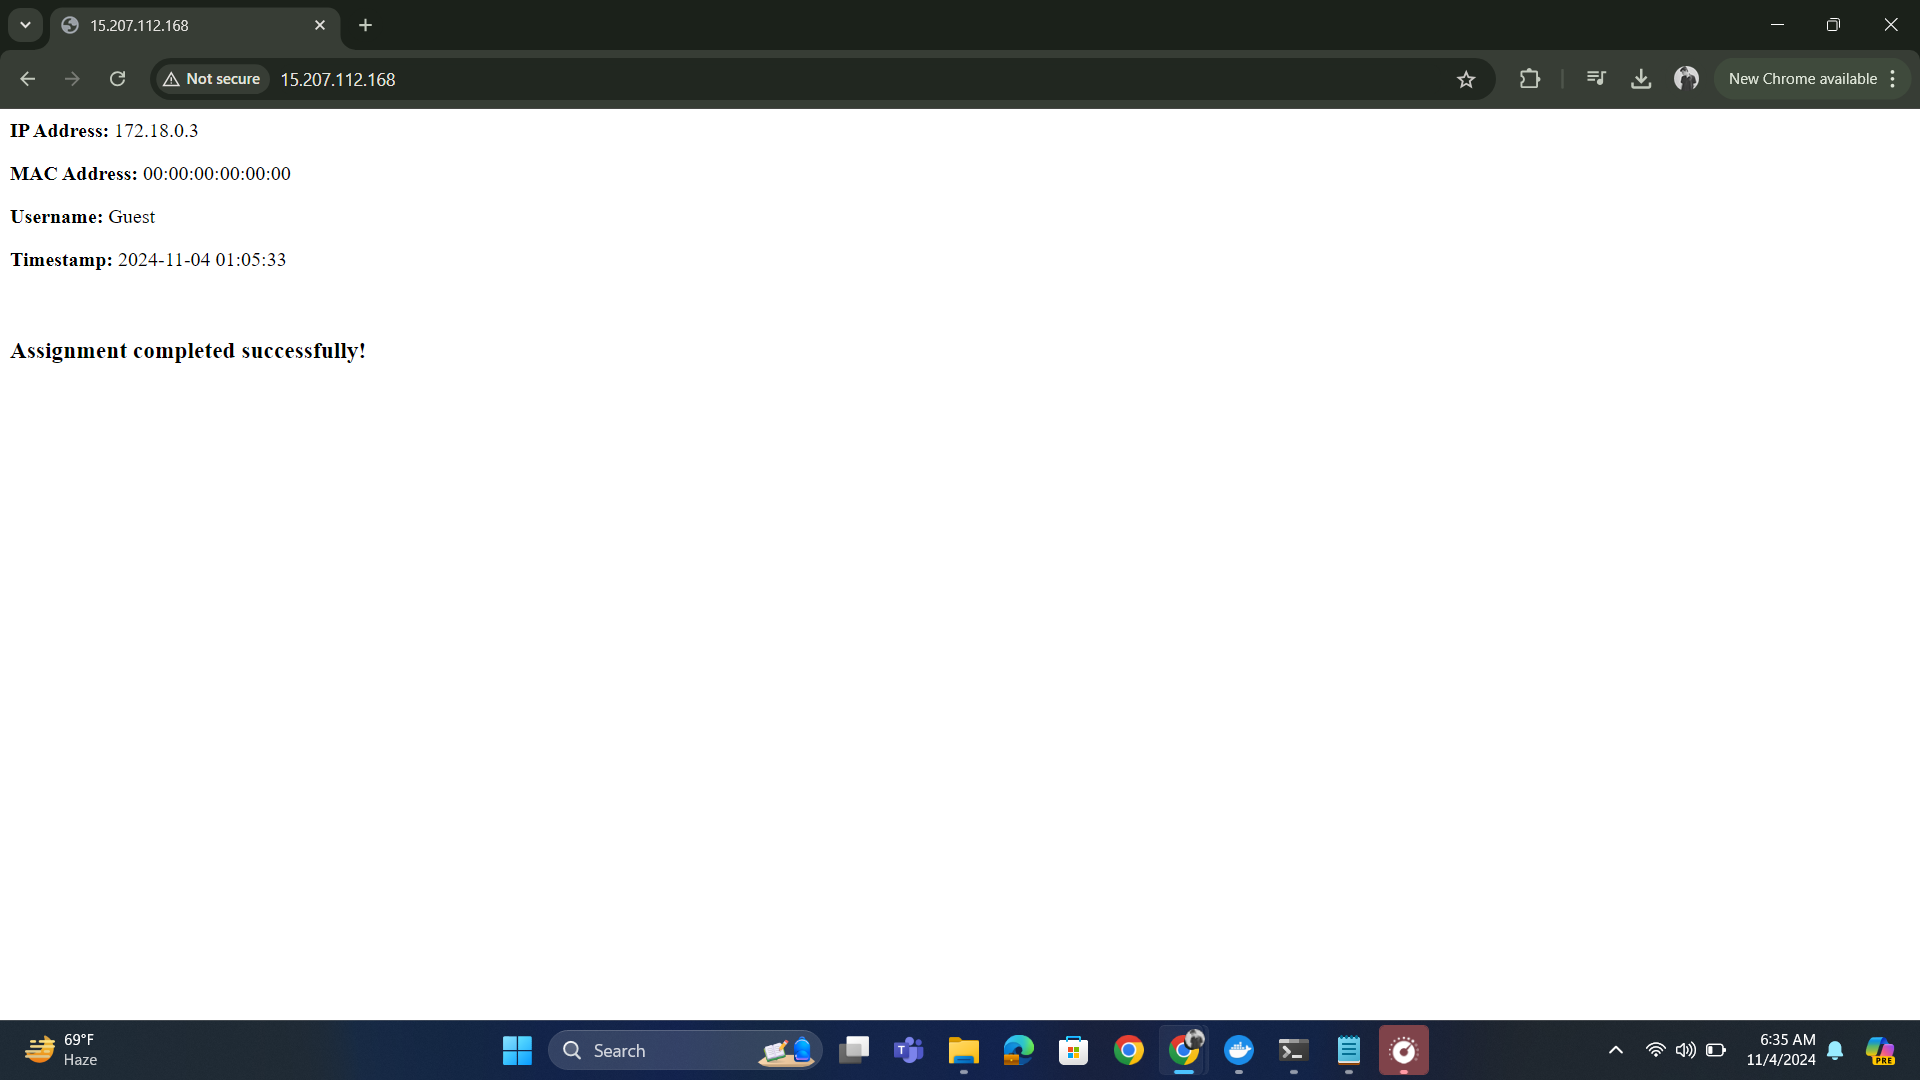 15.207.112.168
Not secure
15.207.112.168
New Chrome available
IP Address: 172.18.0.3
MAC Address: 00:00:00:00:00:00
Username: Guest
Timestamp: 2024-11-04 01:05:33
Assignment completed successfully!
69°F
Haze
Search
T
6:35 AM
11/4/2024
PRE